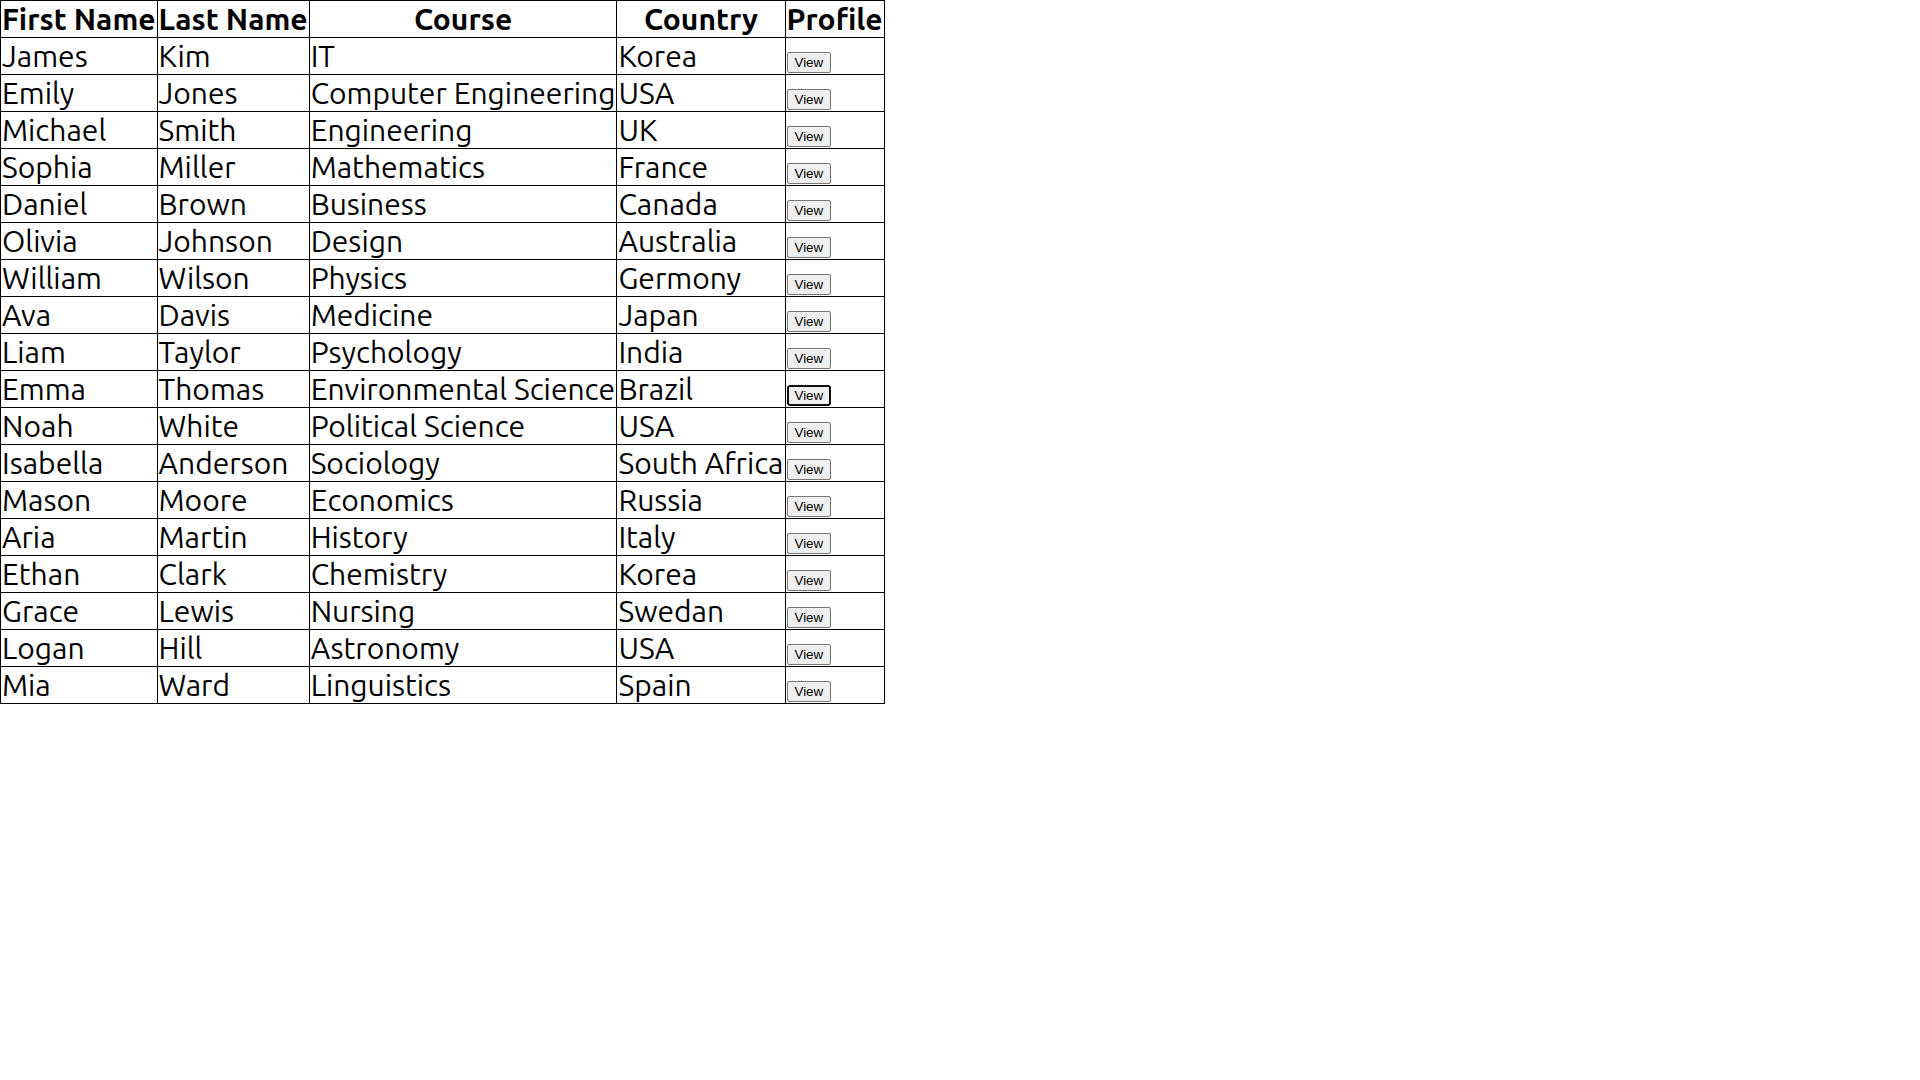 First Name Last Name Course Country Profile
James Kim IT Korea View
Emily Jones Computer Engineering USA View
Michael Smith Engineering UK View
Sophia Miller Mathematics France View
Daniel Brown Business Canada View
Olivia Johnson Design Australia View
William Wilson Physics Germony View
Ava Davis Medicine Japan View
Liam Taylor Psychology India View
Emma Thomas Environmental Science Brazil View
Noah White Political Science USA View
Isabella Anderson Sociology South Africa View
Mason Moore Economics Russia View
Aria Martin History Italy View
Ethan Clark Chemistry Korea View
Grace Lewis Nursing Swedan View
Logan Hill Astronomy USA View
Mia Ward Linguistics Spain View